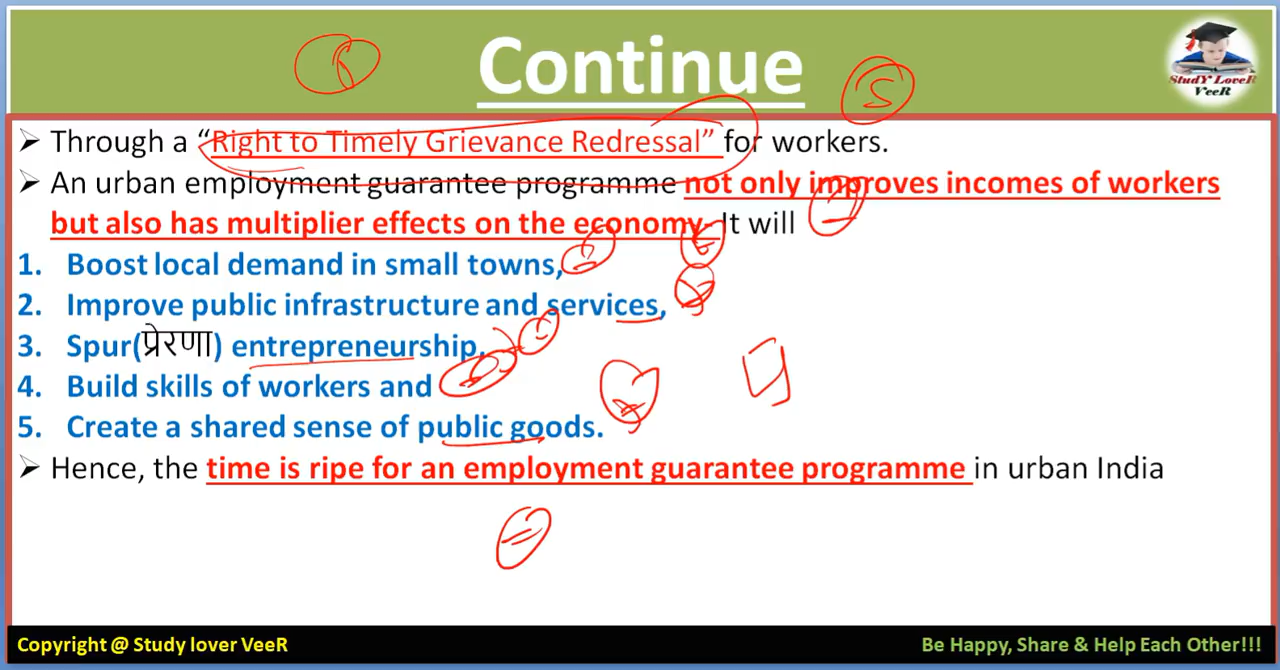 Continue
StudY LoveR
VeeR
➢ Through a “Right to Timely Grievance Redressal” for workers.
➢ An urban employment guarantee programme not only improves incomes of workers
but also has multiplier effects on the economy. It will
1. Boost local demand in small towns,
2. Improve public infrastructure and services,
3. Spur(प्रेरणा) entrepreneurship,
4. Build skills of workers and
5. Create a shared sense of public goods.
➢ Hence, the time is ripe for an employment guarantee programme in urban India
Copyright @ Study lover VeeR
Be Happy, Share & Help Each Other!!!